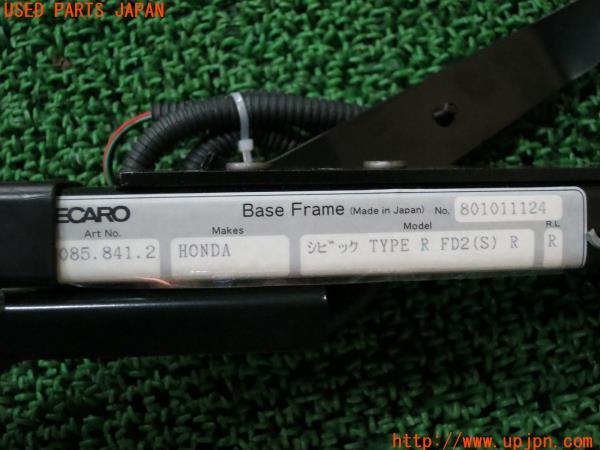 USED PARTS JAPAN
ECARO
Base Frame (Made in Japan) No. 801011124
Art No. Makes Model R.L
085.841.2 HONDA シビック TYPE R FD2(S) R R
http://www.upjpn.com/